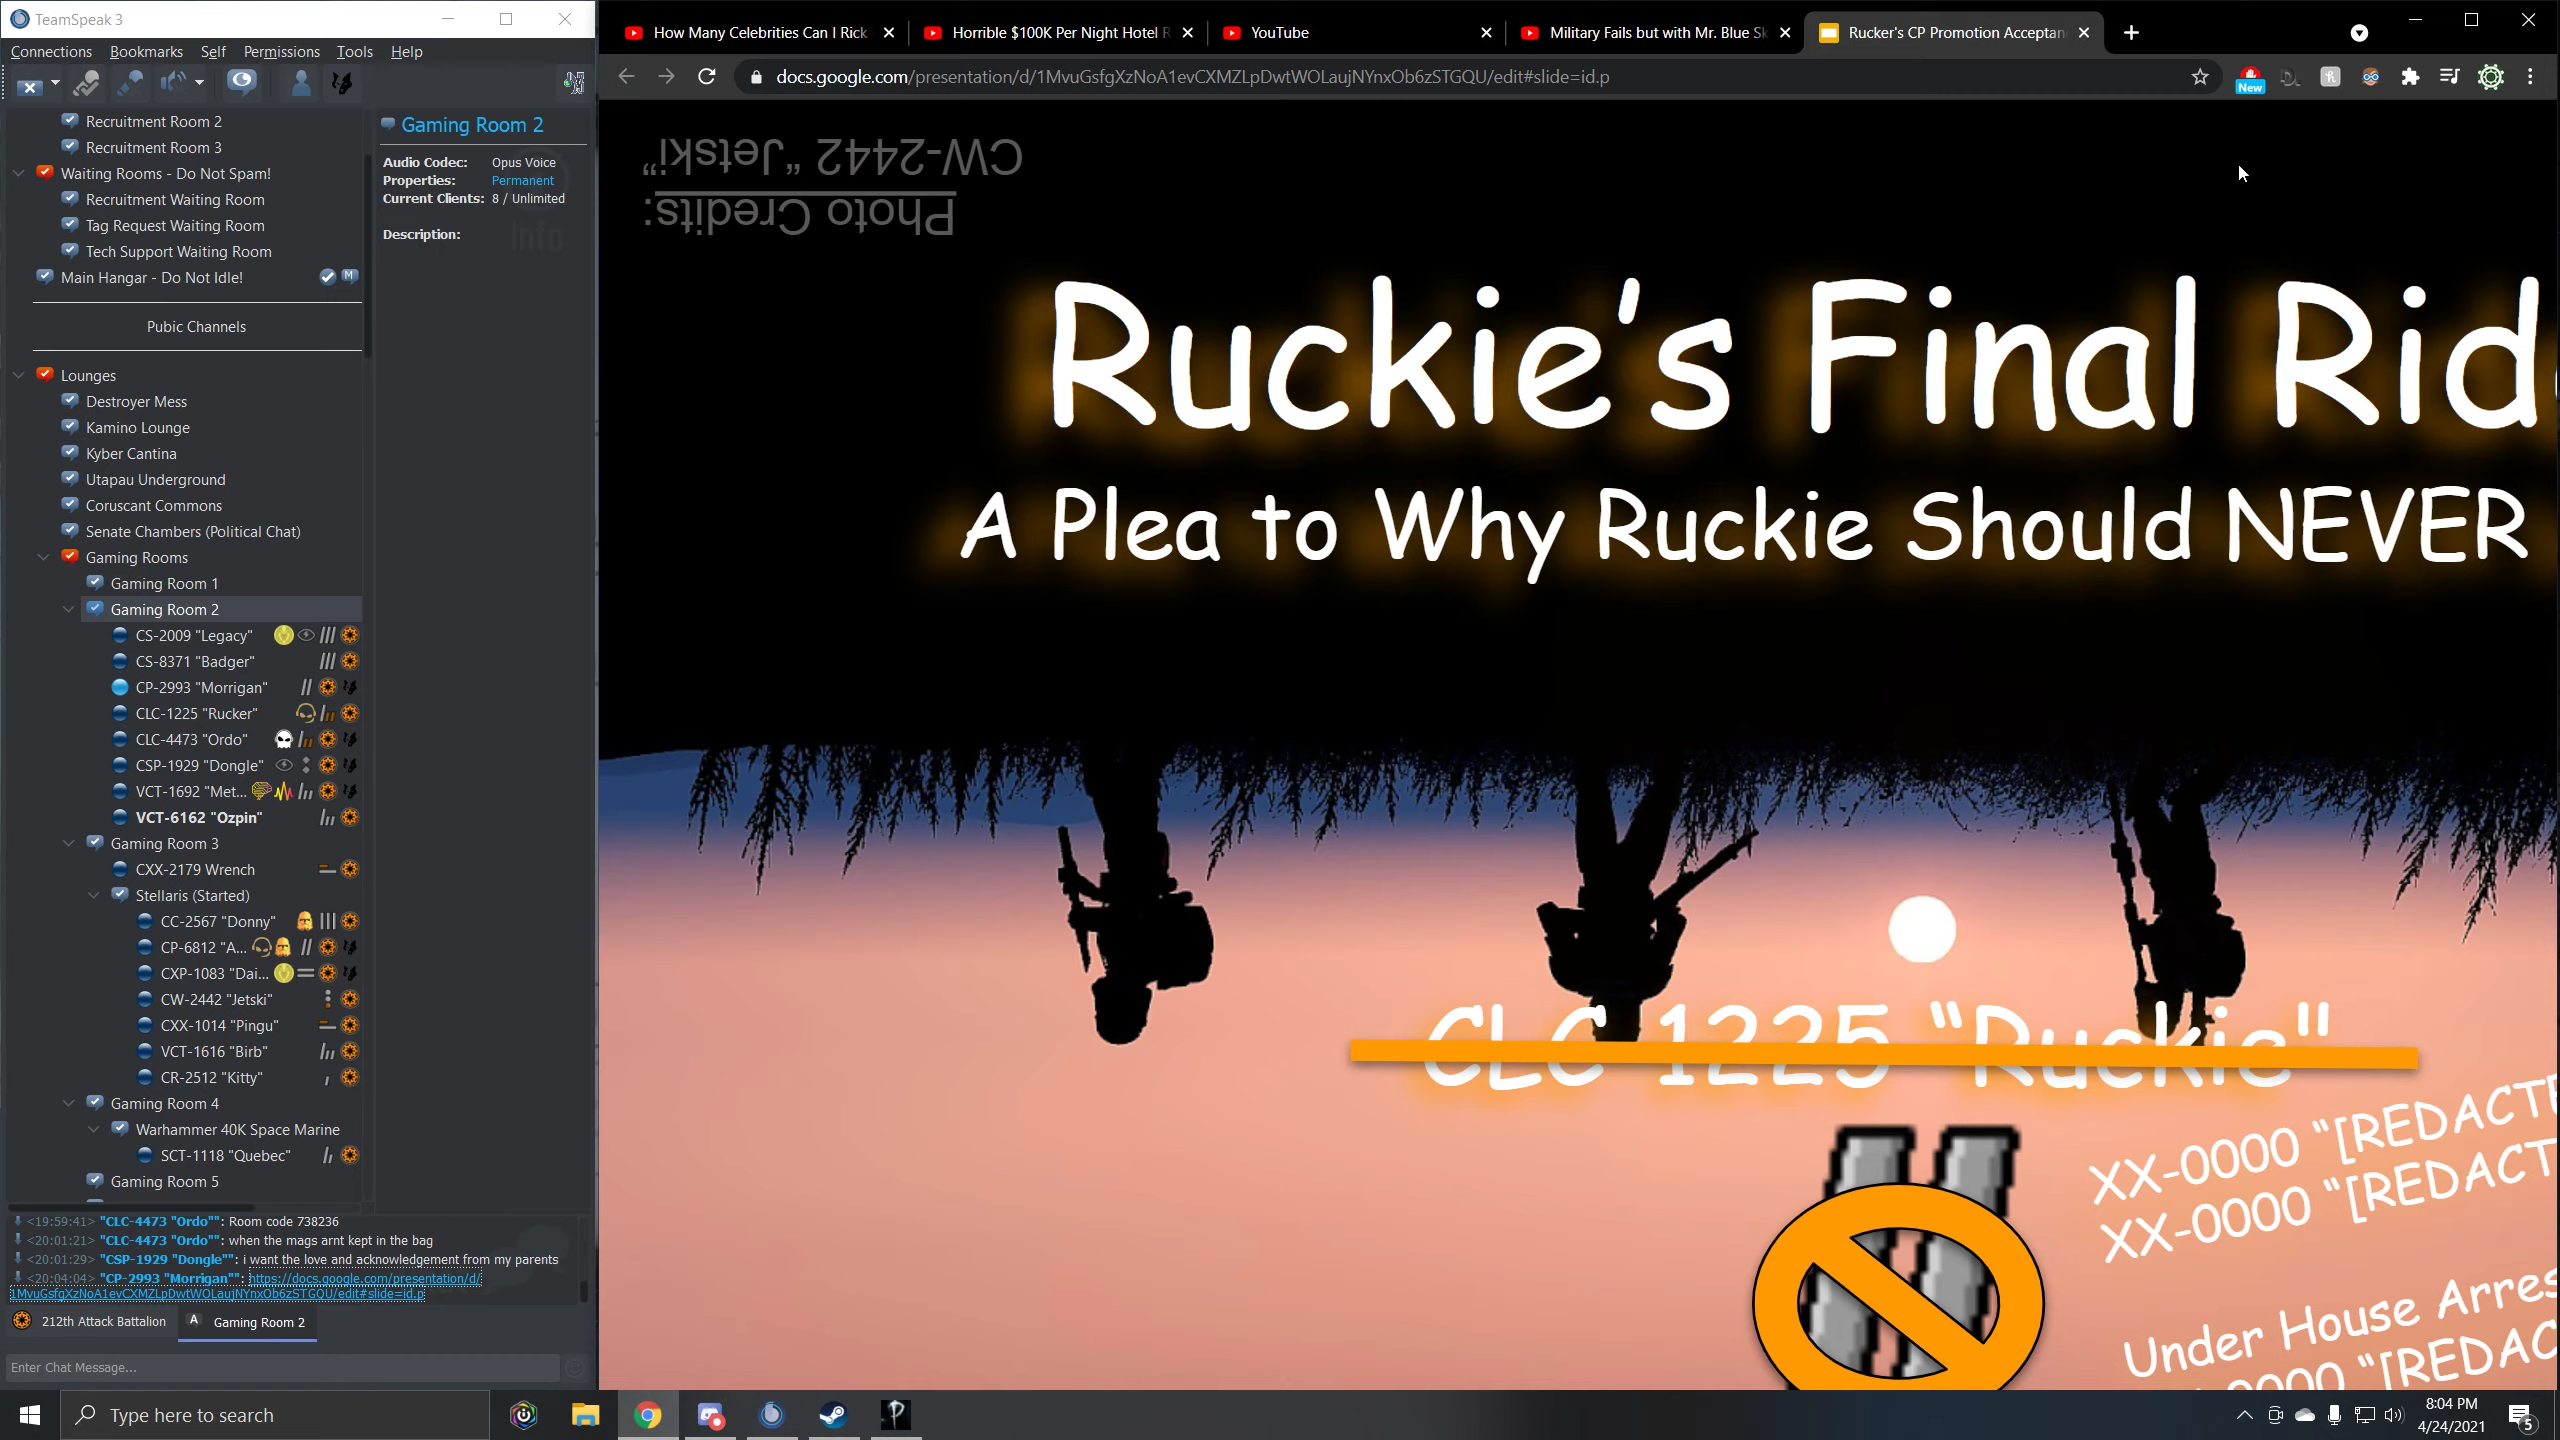 TeamSpeak 3
Connections Bookmarks Self Permissions Tools Help
Recruitment Room 2
Recruitment Room 3
Waiting Rooms - Do Not Spam!
Recruitment Waiting Room
Tag Request Waiting Room
Tech Support Waiting Room
Main Hangar - Do Not Idle!
M
Pubic Channels
Lounges
Destroyer Mess
Kamino Lounge
Kyber Cantina
Utapau Underground
Coruscant Commons
Senate Chambers (Political Chat)
Gaming Rooms
Gaming Room 1
Gaming Room 2
CS-2009 "Legacy"
CS-8371 "Badger"
CP-2993 "Morrigan"
CLC-1225 "Rucker"
CLC-4473 "Ordo"
CSP-1929 "Dongle"
VCT-1692 "Met...
VCT-6162 "Ozpin"
Gaming Room 3
CXX-2179 Wrench
Stellaris (Started)
CC-2567 "Donny"
CP-6812 "A...
CXP-1083 "Dai...
CW-2442 "Jetski"
CXX-1014 "Pingu"
VCT-1616 "Birb"
CR-2512 "Kitty"
Gaming Room 4
Warhammer 40K Space Marine
SCT-1118 "Quebec"
Gaming Room 5
Gaming Room 2
Audio Codec: Opus Voice
Properties: Permanent
Current Clients: 8 / Unlimited
Description:
Info
<19:59:41> "CLC-4473 "Ordo"": Room code 738236
<20:01:21> "CLC-4473 "Ordo"": when the mags arnt kept in the bag
<20:01:29> "CSP-1929 "Dongle"": i want the love and acknowledgement from my parents
<20:04:04> "CP-2993 "Morrigan"": https://docs.google.com/presentation/d/
1MvuGsfgXzNoA1evCXMZLpDwtWOLaujNYnxOb6zSTGQU/edit#slide=id.p
212th Attack Battalion A Gaming Room 2
Enter Chat Message...
How Many Celebrities Can I Rick
Horrible $100K Per Night Hotel R
YouTube
Military Fails but with Mr. Blue Sk
Rucker's CP Promotion Acceptan
docs.google.com/presentation/d/1MvuGsfgXzNoA1evCXMZLpDwtWOLaujNYnxOb6zSTGQU/edit#slide=id.p
New
Photo Credits:
CW-2442 "Jetski"
Ruckie's Final Rid
A Plea to Why Ruckie Should NEVER
CLC 1225 "Ruckie"
XX-0000 "[REDACTE
XX-0000 "[REDACT
Under House Arres
"[REDAC
Type here to search
8:04 PM
4/24/2021
5